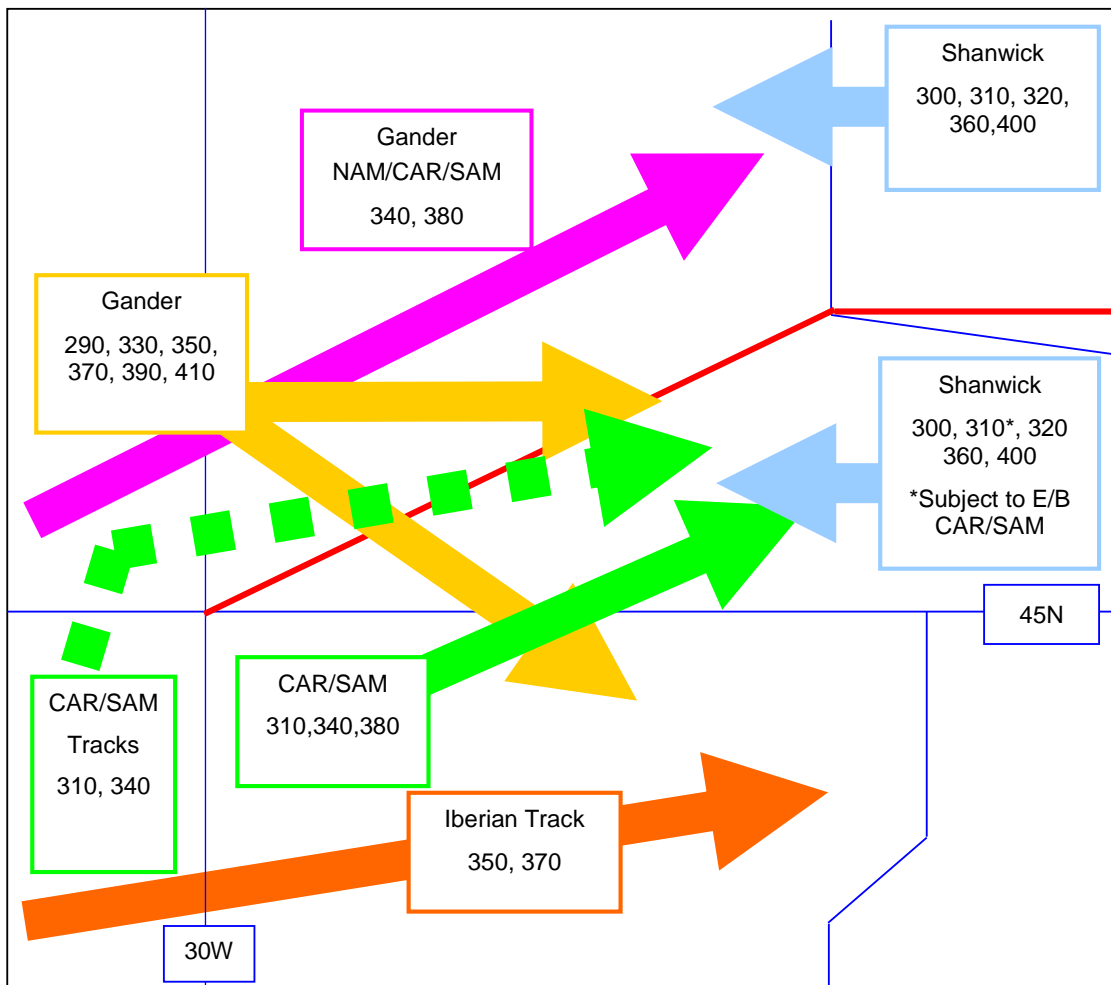 Shanwick
300, 310, 320,
360,400
Gander
NAM/CAR/SAM
340, 380
Gander
290, 330, 350,
370, 390, 410
Shanwick
300, 310*, 320
360, 400
*Subject to E/B
CAR/SAM
45N
CAR/SAM
310,340,380
CAR/SAM
Tracks
310, 340
Iberian Track
350, 370
30W